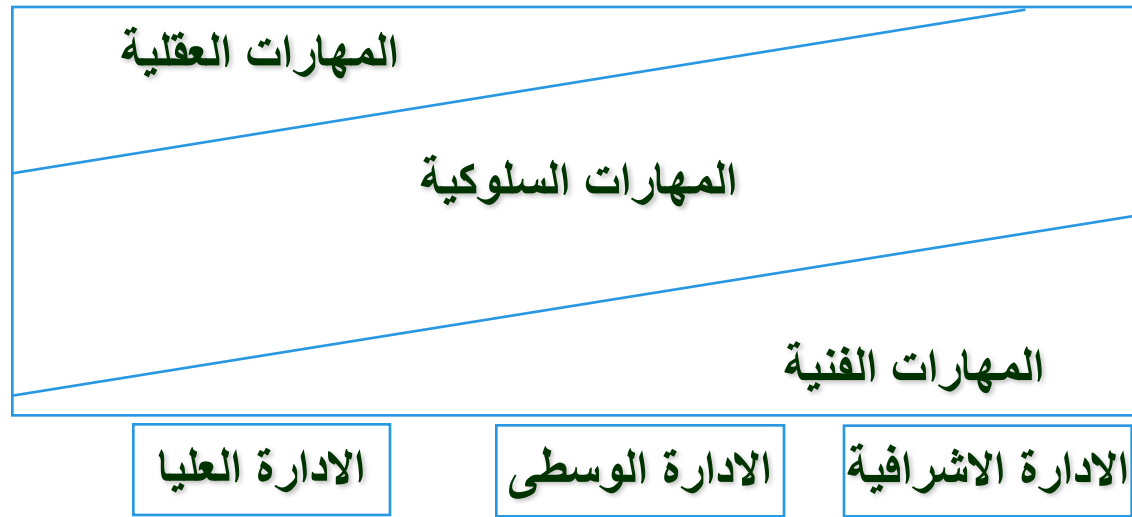 المهارات العقلية
المهارات السلوكية
المهارات الفنية
الادارة الاشرافية
الادارة الوسطى
الادارة العليا